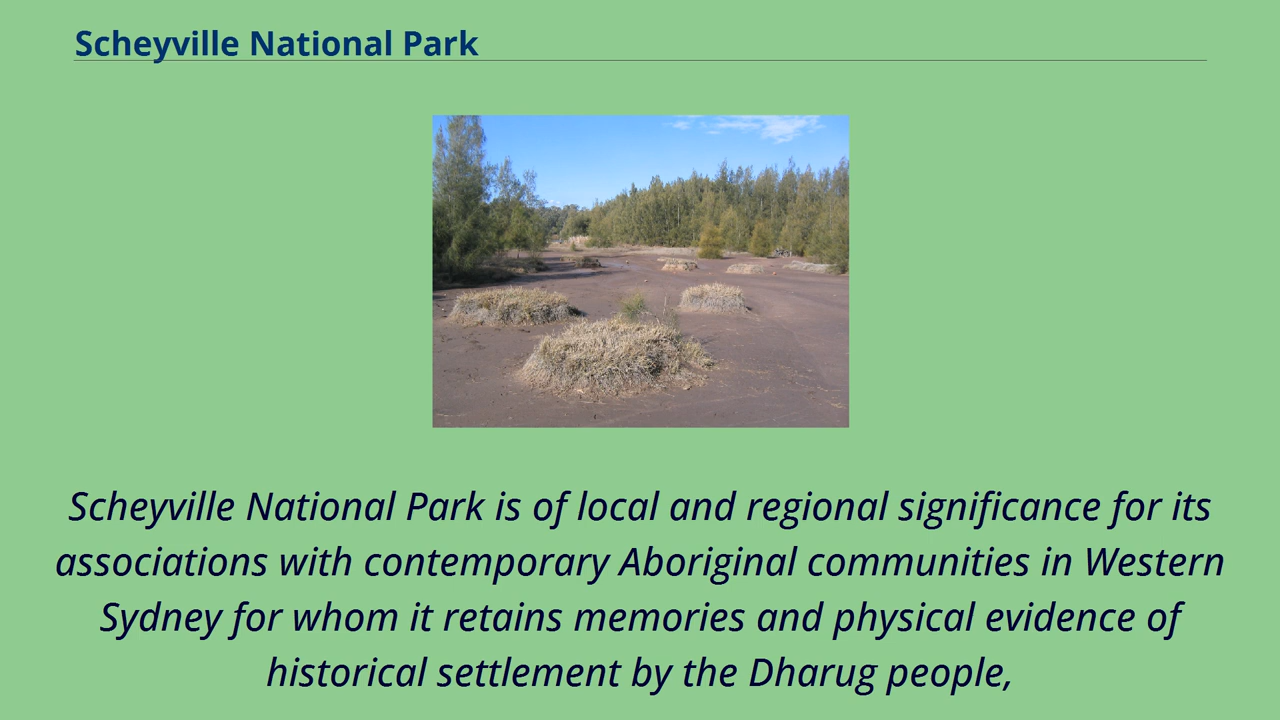 Scheyville National Park
Scheyville National Park is of local and regional significance for its
associations with contemporary Aboriginal communities in Western
Sydney for whom it retains memories and physical evidence of
historical settlement by the Dharug people,